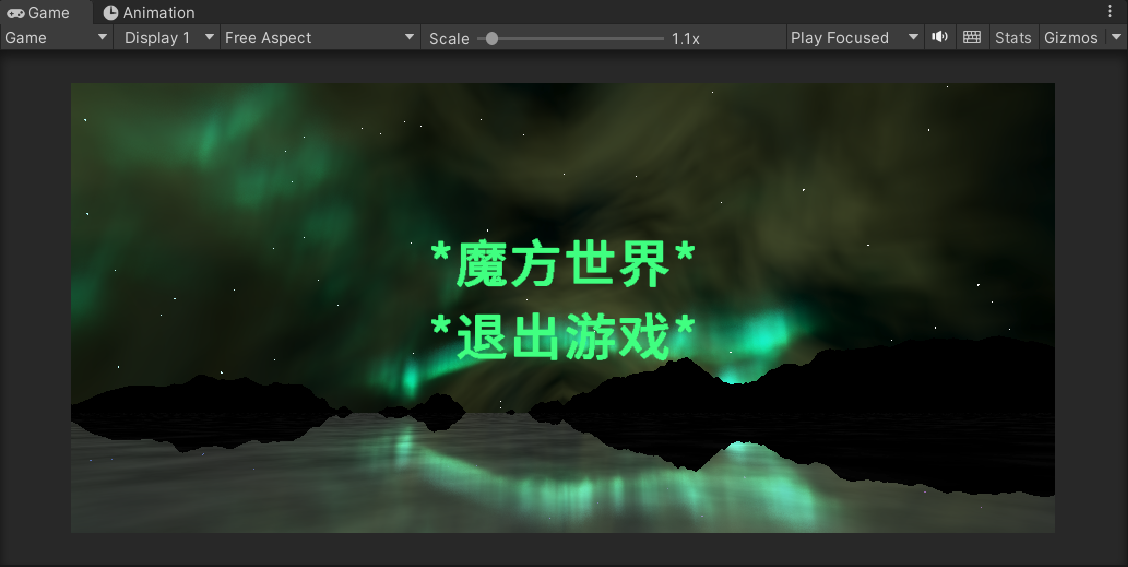 Game Animation
Game Display 1 Free Aspect Scale 1.1x Play Focused Stats Gizmos
*魔方世界*
*退出游戏*